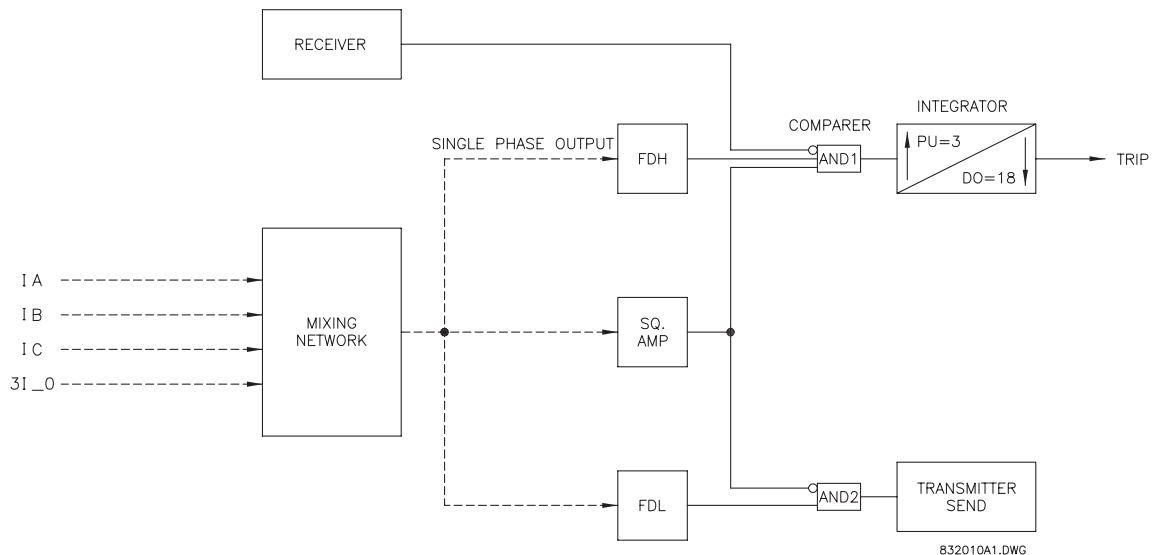 RECEIVER
INTEGRATOR
COMPARER
SINGLE PHASE OUTPUT
FDH
AND1
PU=3
DO=18
TRIP
IA
IB
IC
3I_0
MIXING
NETWORK
SQ.
AMP
FDL
AND2
TRANSMITTER
SEND
832010A1.DWG